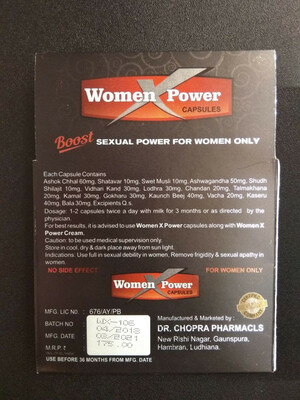 Women X Power
CAPSULES
Boost SEXUAL POWER FOR WOMEN ONLY
Each Capsule Contains
Ashok Chhal 60mg, Shatavar 10mg, Swet Musli 10mg, Ashwagandha 50mg, Shudh
Shilajit 10mg, Vidhan Kand 30mg, Lodhra 30mg, Chandan 20mg, Talmakhana
20mg, Kamal 30mg, Gokharu 30mg, Kaunch Beej 40mg, Vacha 20mg, Kaseru
40mg, Bala 30mg, Excipients Q s.
Dosage: 1-2 capsules twice a day with milk for 3 months or as directed by the
physician.
For best results, it is advised to use Women X Power capsules along with Women X
Power Cream.
Caution: to be used medical supervision only.
Store in cool, dry & dark place away from sun light.
Indications: Use full in sexual debility in women, Remove frigidity & sexual apathy in
women.
NO SIDE EFFECT
FOR WOMEN ONLY
Women X Power
CAPSULES
MFG. LIC No. : 676/AY/PB
BATCH NO
MFG. DATE
M.R.P. ₹
WX-106
175.00
USE BEFORE 36 MONTHS FROM MFG. DATE
Manufactured & Marketed by :
DR. CHOPRA PHARMACLS
New Rishi Nagar, Gaunspura,
Hambran, Ludhiana.